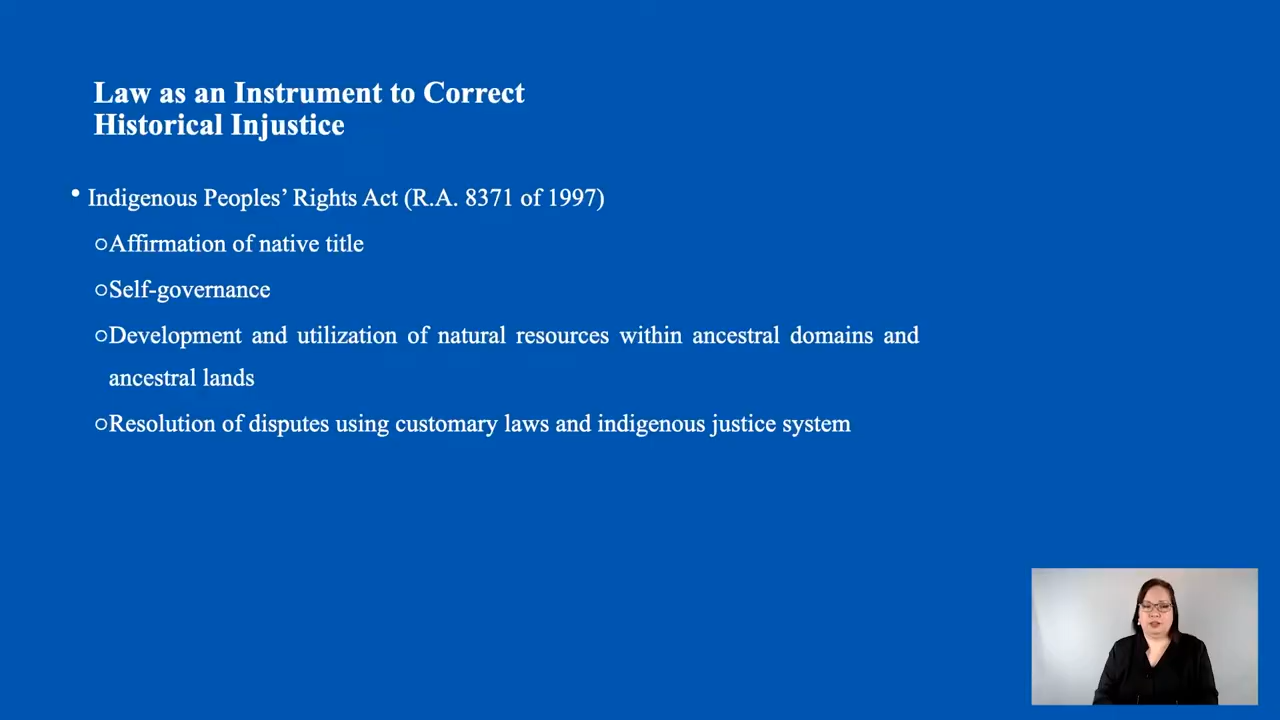 Law as an Instrument to Correct
Historical Injustice
• Indigenous Peoples’ Rights Act (R.A. 8371 of 1997)
○Affirmation of native title
○Self-governance
○Development and utilization of natural resources within ancestral domains and
ancestral lands
○Resolution of disputes using customary laws and indigenous justice system